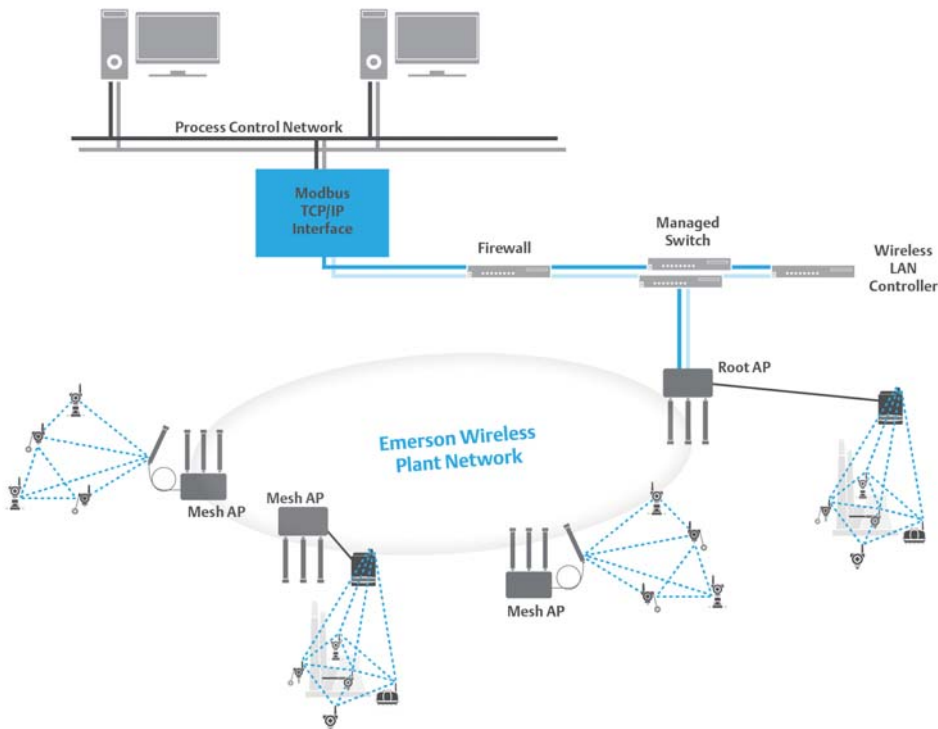 Process Control Network
Modbus
TCP/IP
Interface
Firewall
Managed
Switch
Wireless
LAN
Controller
Root AP
Emerson Wireless
Plant Network
Mesh AP
Mesh AP
Mesh AP